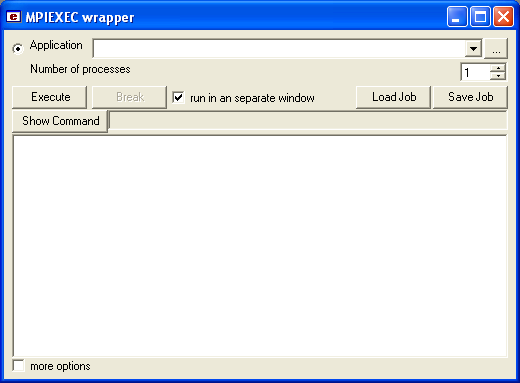 MPIEXEC wrapper
Application
...
Number of processes
1
Execute Break run in an separate window Load Job Save Job
Show Command
more options